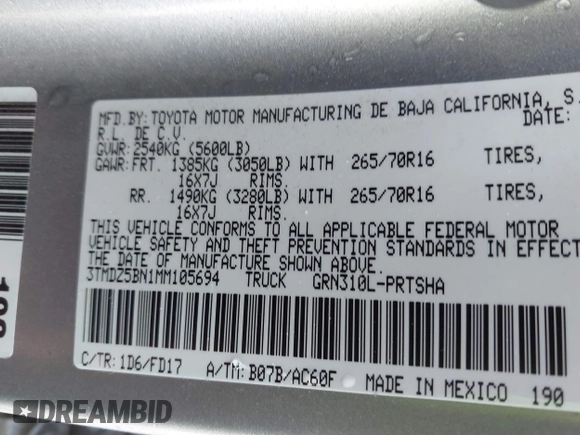 MFD.BY: TOYOTA MOTOR MANUFACTURING DE BAJA CALIFORNIA, S.
R.L. DE C.V. DATE:
GVWR: 2540KG (5600LB)
GAWR: FRT. 1385KG (3050LB) WITH 265/70R16 TIRES,
16X7J RIMS.
RR. 1490KG (3280LB) WITH 265/70R16 TIRES,
16X7J RIMS.
THIS VEHICLE CONFORMS TO ALL APPLICABLE FEDERAL MOTOR
VEHICLE SAFETY AND THEFT PREVENTION STANDARDS IN EFFECT
THE DATE OF MANUFACTURE SHOWN ABOVE.
3TMDZ5BN1MM105694 TRUCK GRN310L-PRTSHA
C/TR: 1D6/FD17 A/TM: B07B/AC60F MADE IN MEXICO 190
DREAMBID